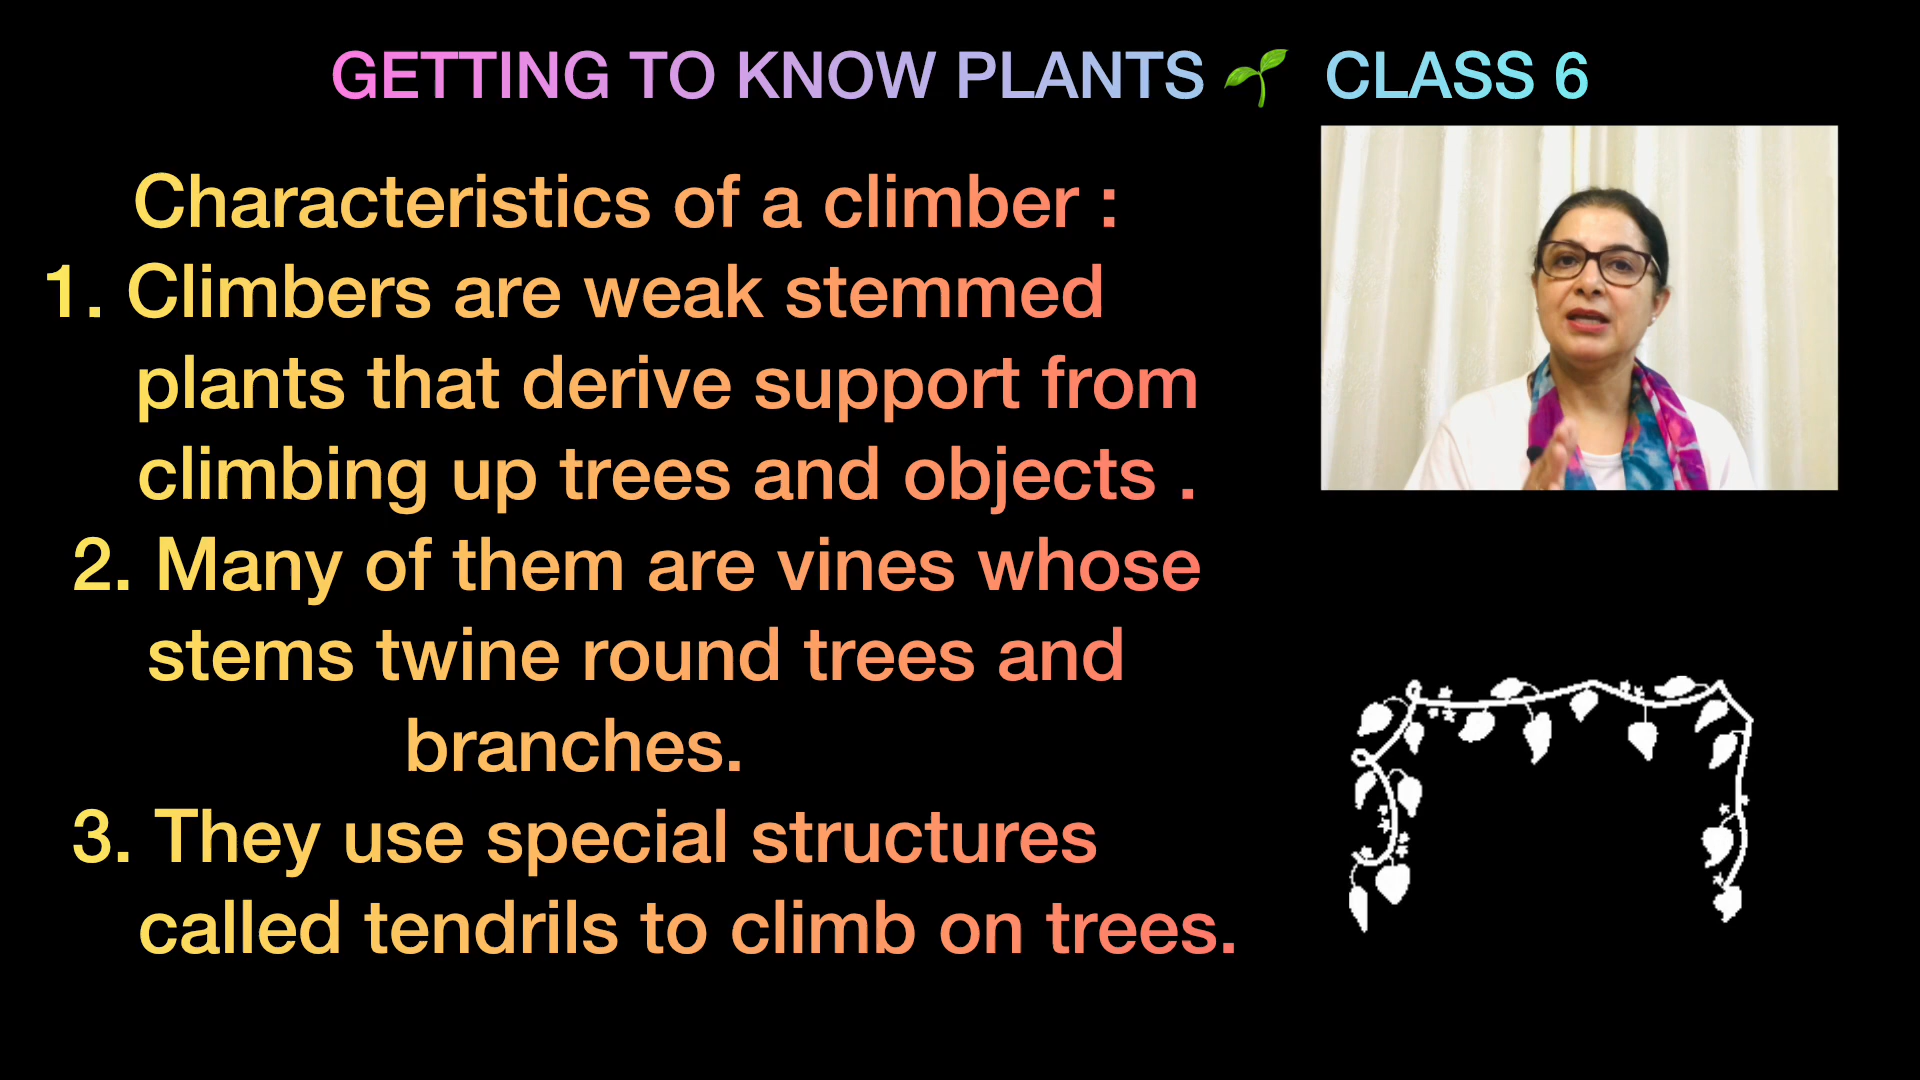 GETTING TO KNOW PLANTS 🌱 CLASS 6
Characteristics of a climber :
1. Climbers are weak stemmed
plants that derive support from
climbing up trees and objects .
2. Many of them are vines whose
stems twine round trees and
branches.
3. They use special structures
called tendrils to climb on trees.